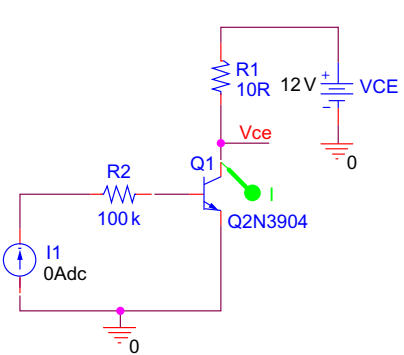 R1
10R
12 V
+
-
VCE
Vce
0
Q1
R2
I
100 k
Q2N3904
I1
0Adc
0